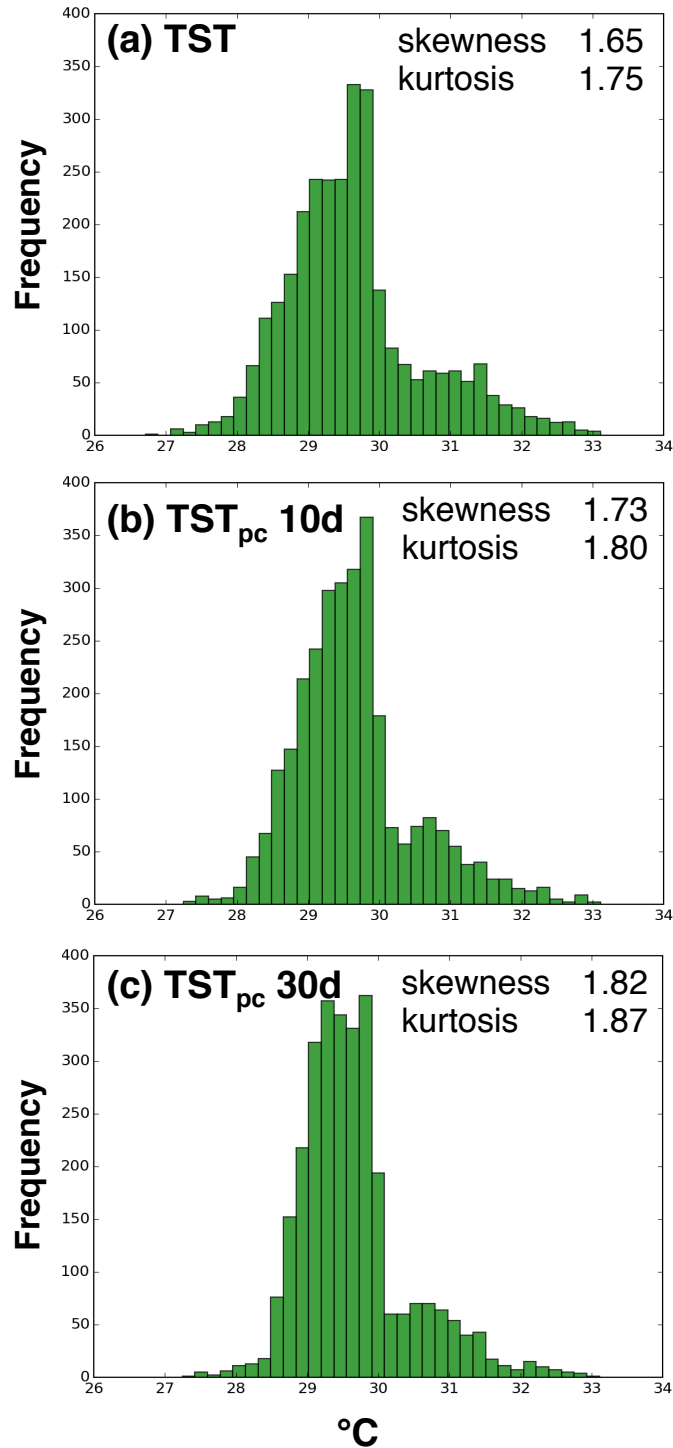 (a) TST
skewness 1.65
kurtosis 1.75
Frequency
400
350
300
250
200
150
100
50
0
26 27 28 29 30 31 32 33 34
(b) TSTpc 10d
skewness 1.73
kurtosis 1.80
Frequency
400
350
300
250
200
150
100
50
0
26 27 28 29 30 31 32 33 34
(c) TSTpc 30d
skewness 1.82
kurtosis 1.87
Frequency
400
350
300
250
200
150
100
50
0
26 27 28 29 30 31 32 33 34
°C